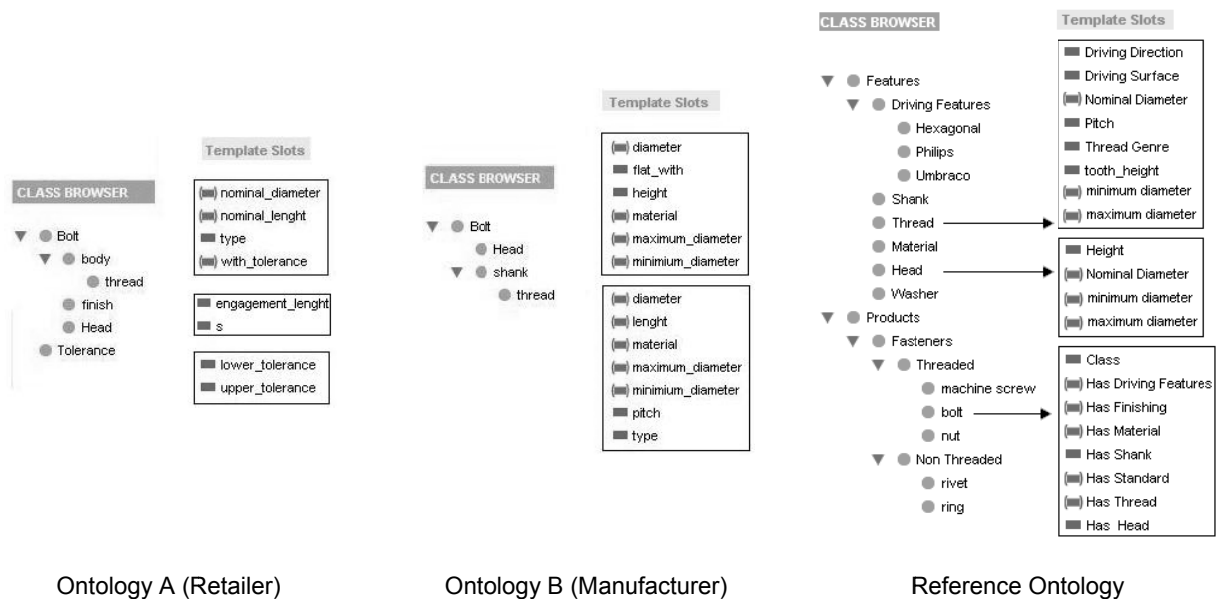 CLASS BROWSER
Bolt
body
thread
finish
Head
Tolerance
Template Slots
nominal_diameter
nominal_lenght
type
with_tolerance
engagement_lenght
s
lower_tolerance
upper_tolerance
Ontology A (Retailer)
CLASS BROWSER
Bolt
Head
shank
thread
Template Slots
diameter
flat_with
height
material
maximum_diameter
minimium_diameter
diameter
lenght
material
maximum_diameter
minimium_diameter
pitch
type
Ontology B (Manufacturer)
CLASS BROWSER
Features
Driving Features
Hexagonal
Philips
Umbraco
Shank
Thread
Material
Head
Washer
Products
Fasteners
Threaded
machine screw
bolt
nut
Non Threaded
rivet
ring
Template Slots
Driving Direction
Driving Surface
Nominal Diameter
Pitch
Thread Genre
tooth_height
minimum diameter
maximum diameter
Height
Nominal Diameter
minimum diameter
maximum diameter
Class
Has Driving Features
Has Finishing
Has Material
Has Shank
Has Standard
Has Thread
Has Head
Reference Ontology